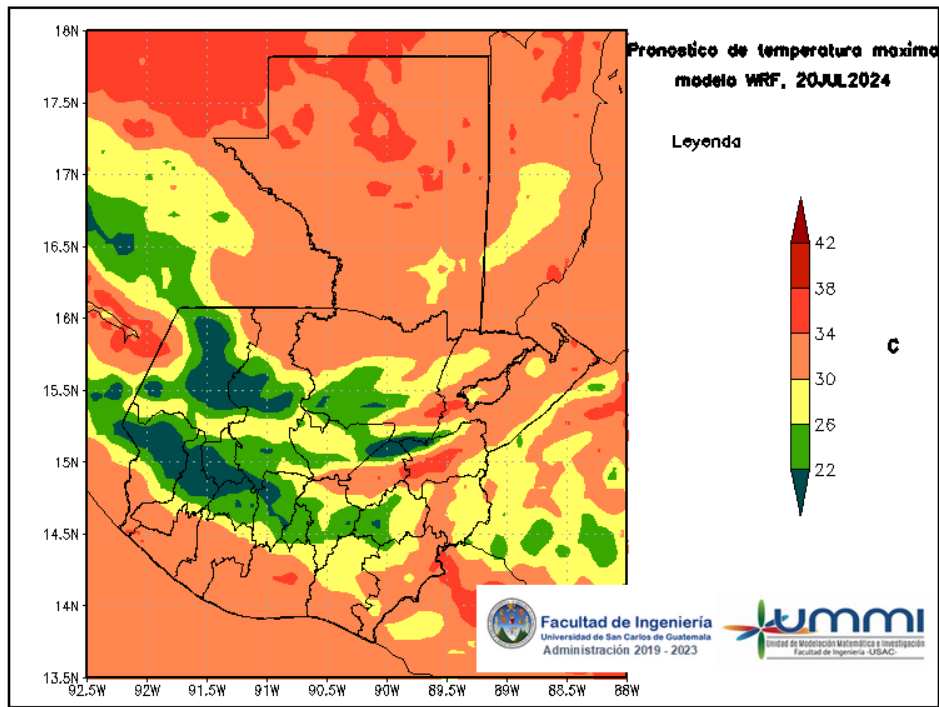 Pronostico de temperatura maxima
modelo WRF, 20JUL2024
Leyenda
42
38
34
30
26
22
C
18N
17.5N
17N
16.5N
16N
15.5N
15N
14.5N
14N
13.5N
92.5W 92W 91.5W 91W 90.5W 90W 89.5W 89W 88.5W 88W
Facultad de Ingeniería
Universidad de San Carlos de Guatemala
Administración 2019 - 2023
ummi
Unidad de Modelación Matemática e Investigación
Facultad de Ingeniería -USAC-